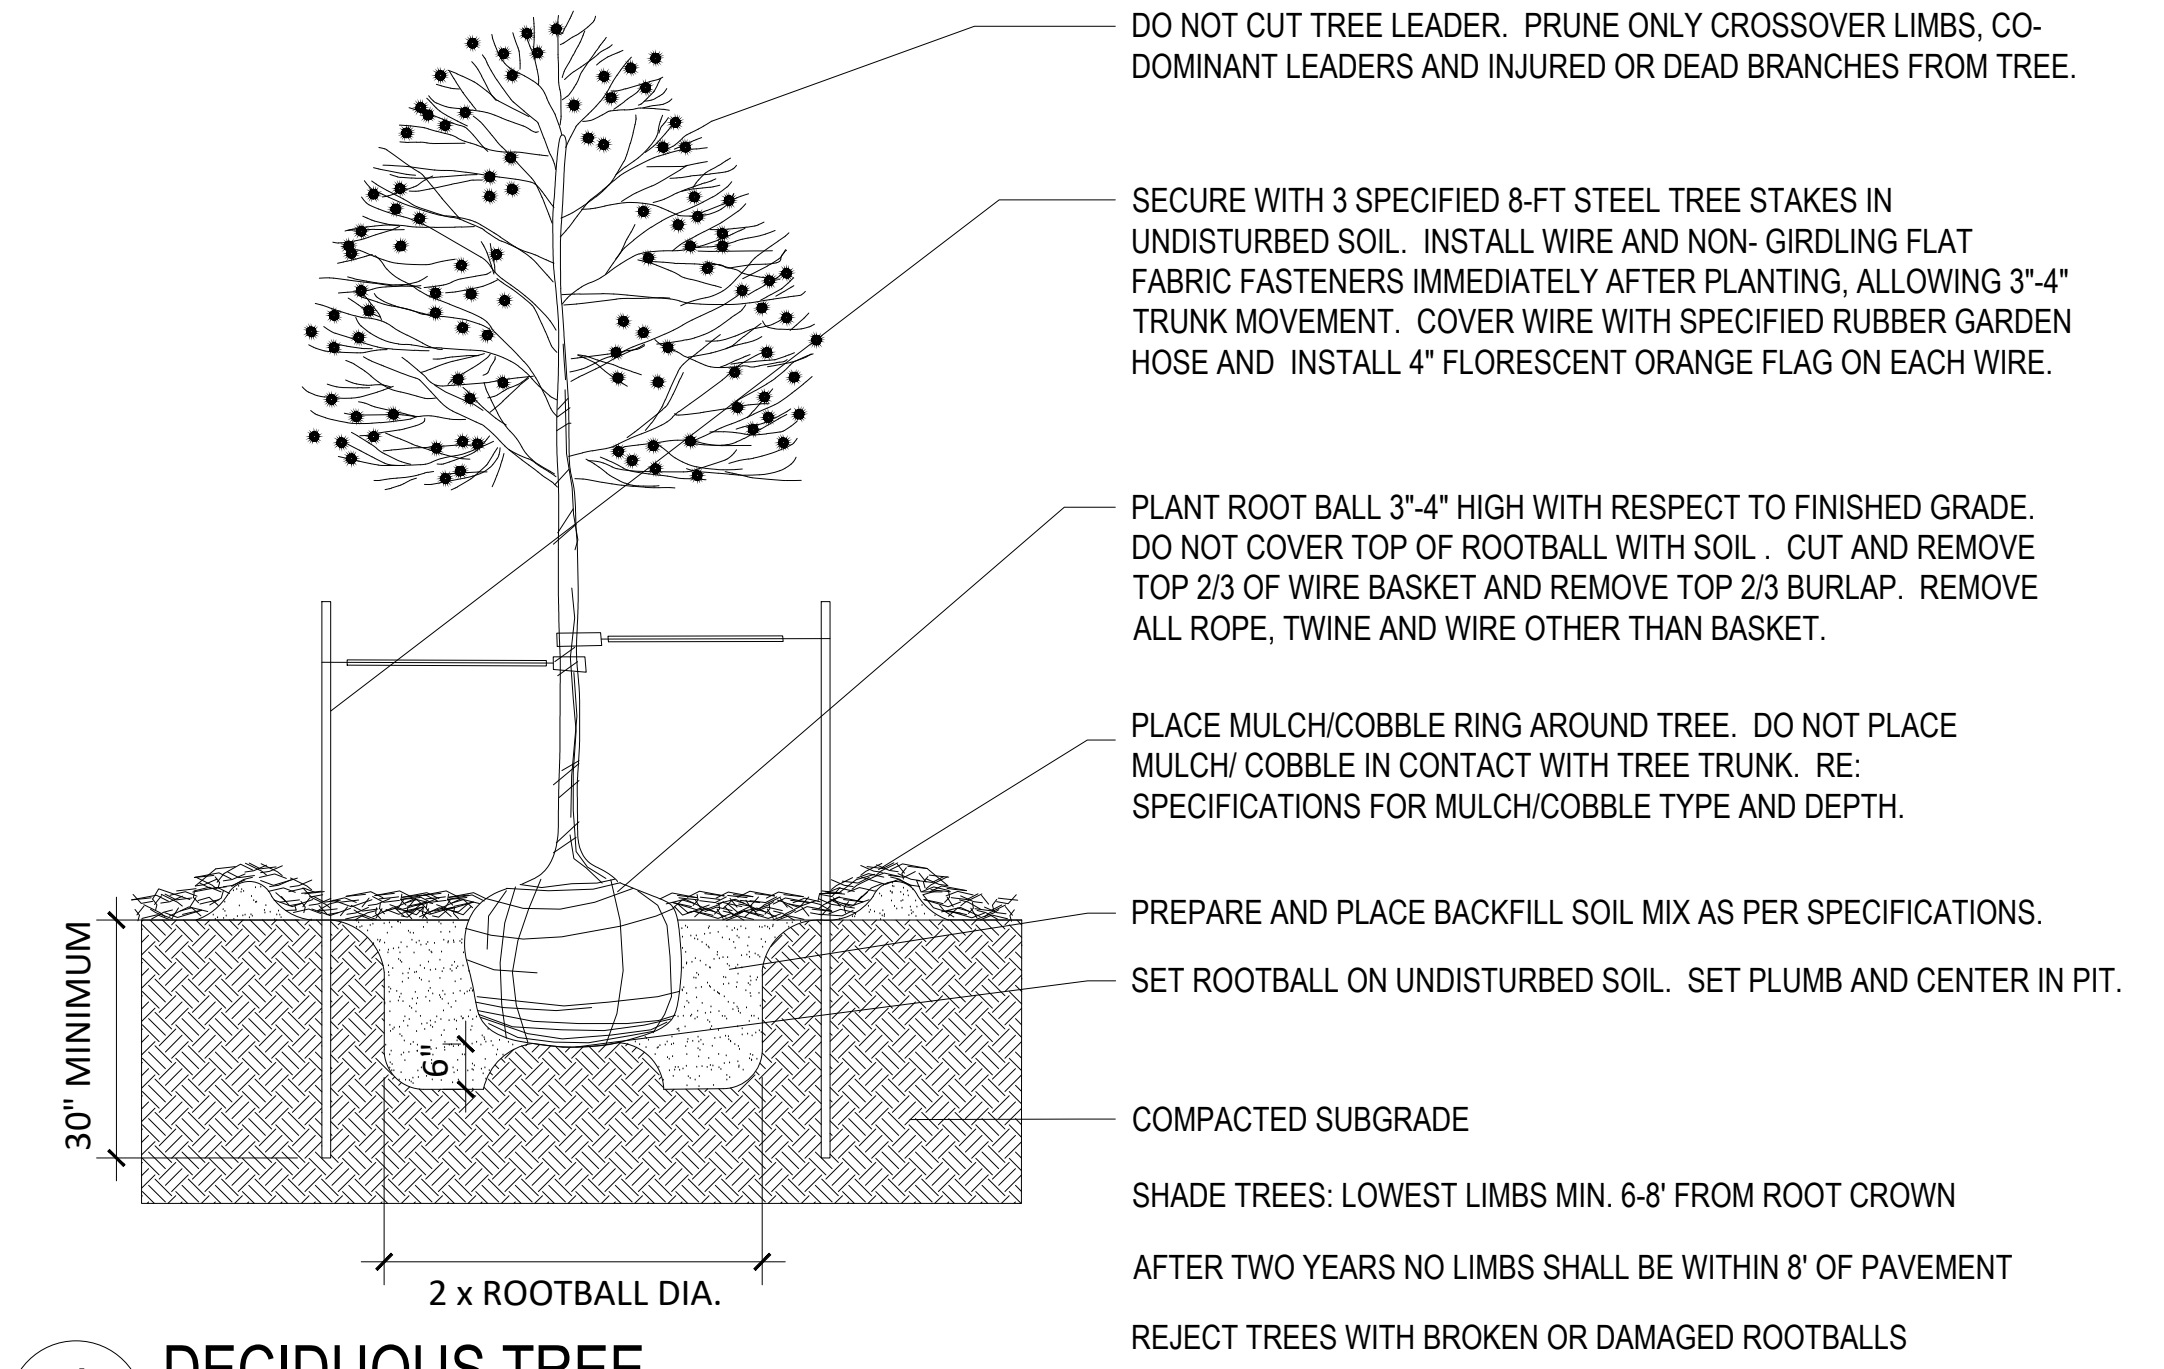 DO NOT CUT TREE LEADER.  PRUNE ONLY CROSSOVER LIMBS, CO-
DOMINANT LEADERS AND INJURED OR DEAD BRANCHES FROM TREE.
SECURE WITH 3 SPECIFIED 8-FT STEEL TREE STAKES IN
UNDISTURBED SOIL.  INSTALL WIRE AND NON- GIRDLING FLAT
FABRIC FASTENERS IMMEDIATELY AFTER PLANTING, ALLOWING 3"-4"
TRUNK MOVEMENT.  COVER WIRE WITH SPECIFIED RUBBER GARDEN
HOSE AND  INSTALL 4" FLORESCENT ORANGE FLAG ON EACH WIRE.
PLANT ROOT BALL 3"-4" HIGH WITH RESPECT TO FINISHED GRADE.
DO NOT COVER TOP OF ROOTBALL WITH SOIL .  CUT AND REMOVE
TOP 2/3 OF WIRE BASKET AND REMOVE TOP 2/3 BURLAP.  REMOVE
ALL ROPE, TWINE AND WIRE OTHER THAN BASKET.
PLACE MULCH/COBBLE RING AROUND TREE.  DO NOT PLACE
MULCH/ COBBLE IN CONTACT WITH TREE TRUNK.  RE:
SPECIFICATIONS FOR MULCH/COBBLE TYPE AND DEPTH.
PREPARE AND PLACE BACKFILL SOIL MIX AS PER SPECIFICATIONS.
SET ROOTBALL ON UNDISTURBED SOIL.  SET PLUMB AND CENTER IN PIT.
COMPACTED SUBGRADE
SHADE TREES: LOWEST LIMBS MIN. 6-8' FROM ROOT CROWN
AFTER TWO YEARS NO LIMBS SHALL BE WITHIN 8' OF PAVEMENT
REJECT TREES WITH BROKEN OR DAMAGED ROOTBALLS
30" MINIMUM
6"
2 x ROOTBALL DIA.
DECIDUOUS TREE